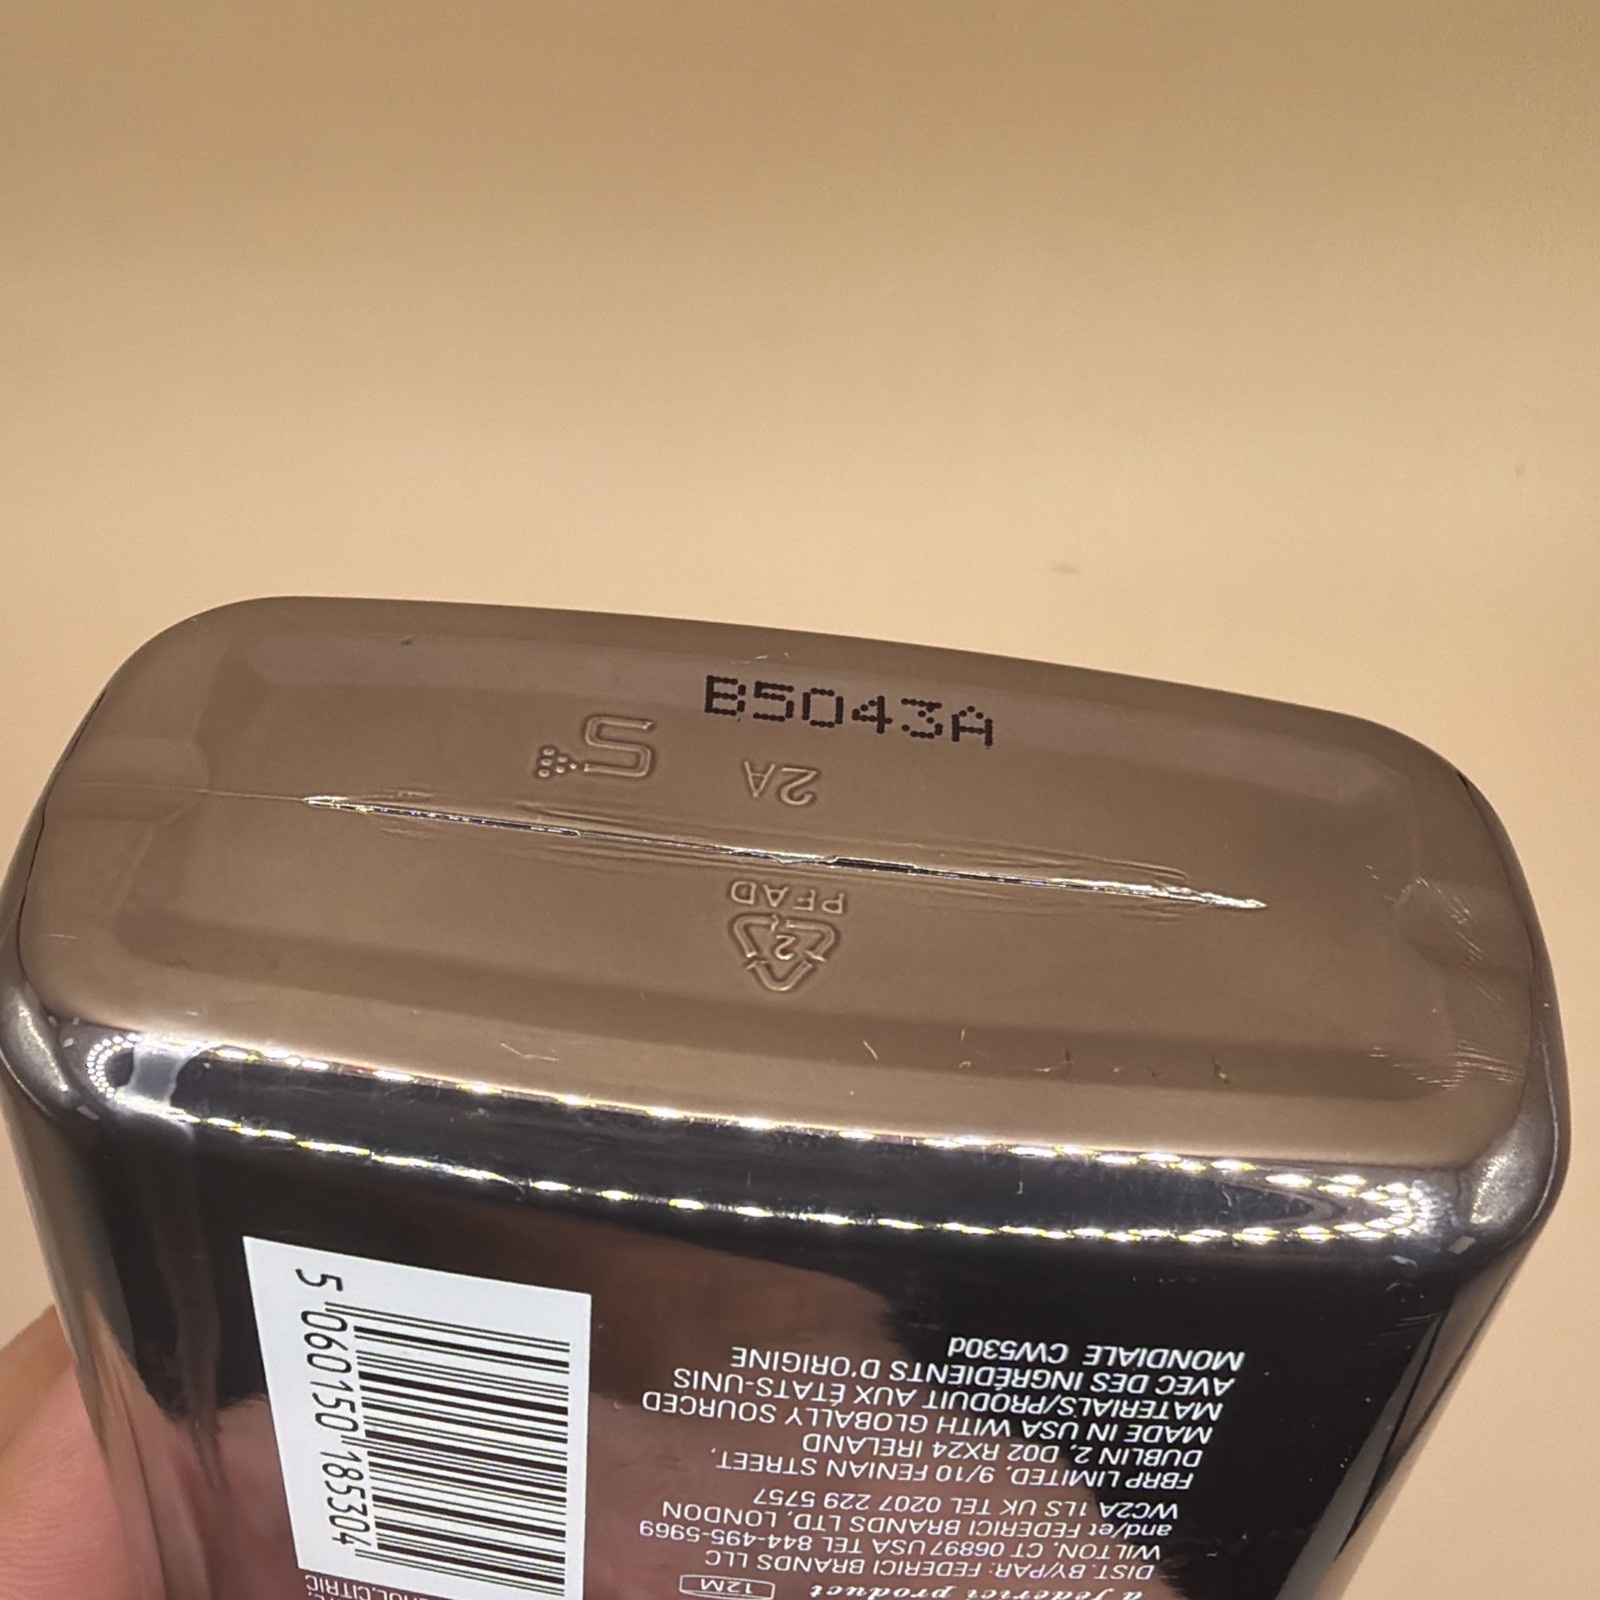 B5043A
S
2A
PFAD
2
CITRIC
a federici product
12M
DIST. BY/PAR: FEDERICI BRANDS LLC
WILTON, CT 06897 USA TEL 844-495-5969
and/et FEDERICI BRANDS LTD, LONDON
WC2A 1LS UK TEL 0207 229 5757
FBRP LIMITED, 9/10 FENIAN STREET,
DUBLIN 2, D02 RX24 IRELAND
MADE IN USA WITH GLOBALLY SOURCED
MATERIALS/PRODUIT AUX ÉTATS-UNIS
AVEC DES INGRÉDIENTS D'ORIGINE
MONDIALE CW530d
5 060150 185304